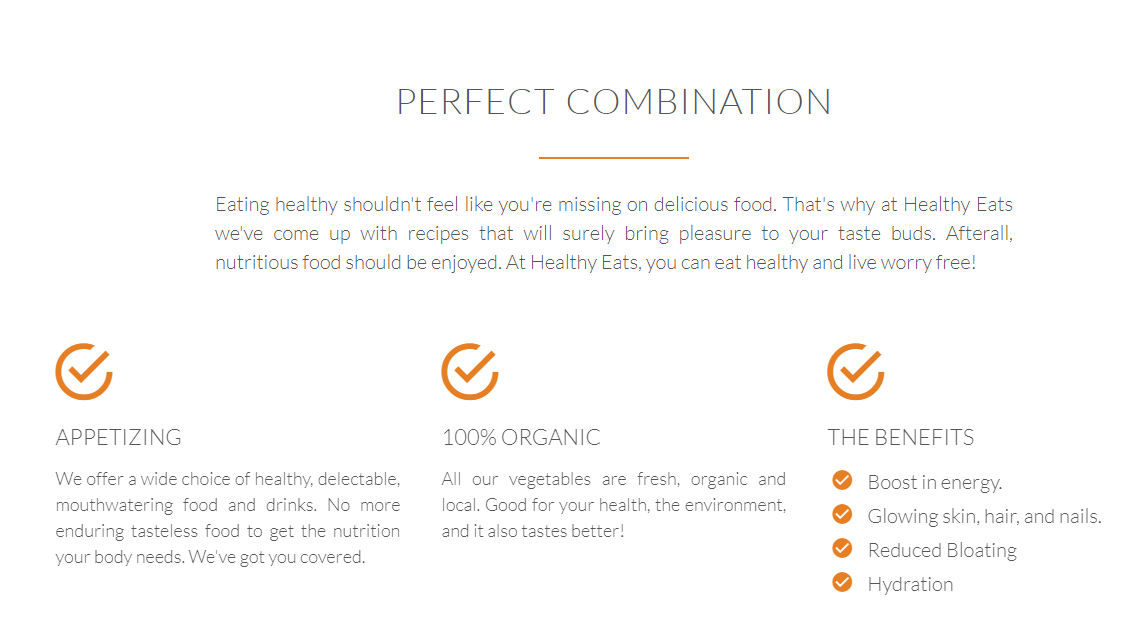 PERFECT COMBINATION
Eating healthy shouldn't feel like you're missing on delicious food. That's why at Healthy Eats
we've come up with recipes that will surely bring pleasure to your taste buds. Afterall,
nutritious food should be enjoyed. At Healthy Eats, you can eat healthy and live worry free!
APPETIZING
We offer a wide choice of healthy, delectable,
mouthwatering food and drinks. No more
enduring tasteless food to get the nutrition
your body needs. We've got you covered.
100% ORGANIC
All our vegetables are fresh, organic and
local. Good for your health, the environment,
and it also tastes better!
THE BENEFITS
Boost in energy.
Glowing skin, hair, and nails.
Reduced Bloating
Hydration